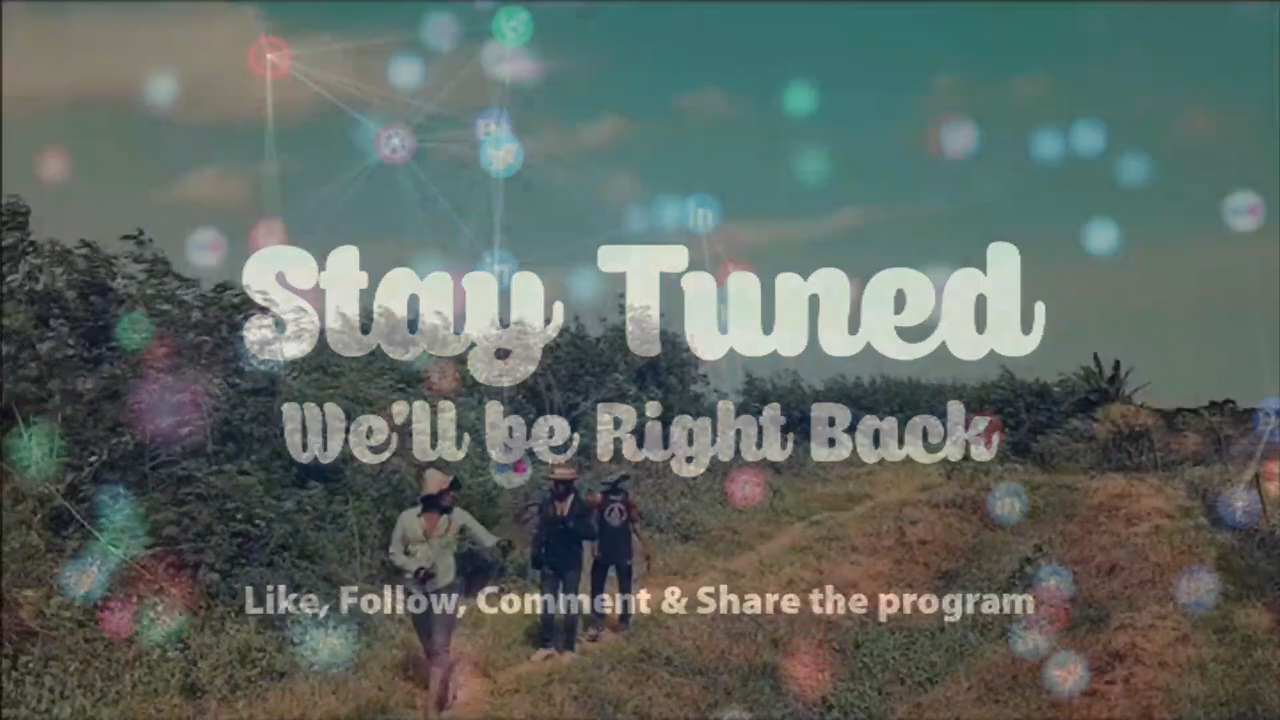 Stay Tuned
We'll be Right Back
Like, Follow, Comment & Share the program